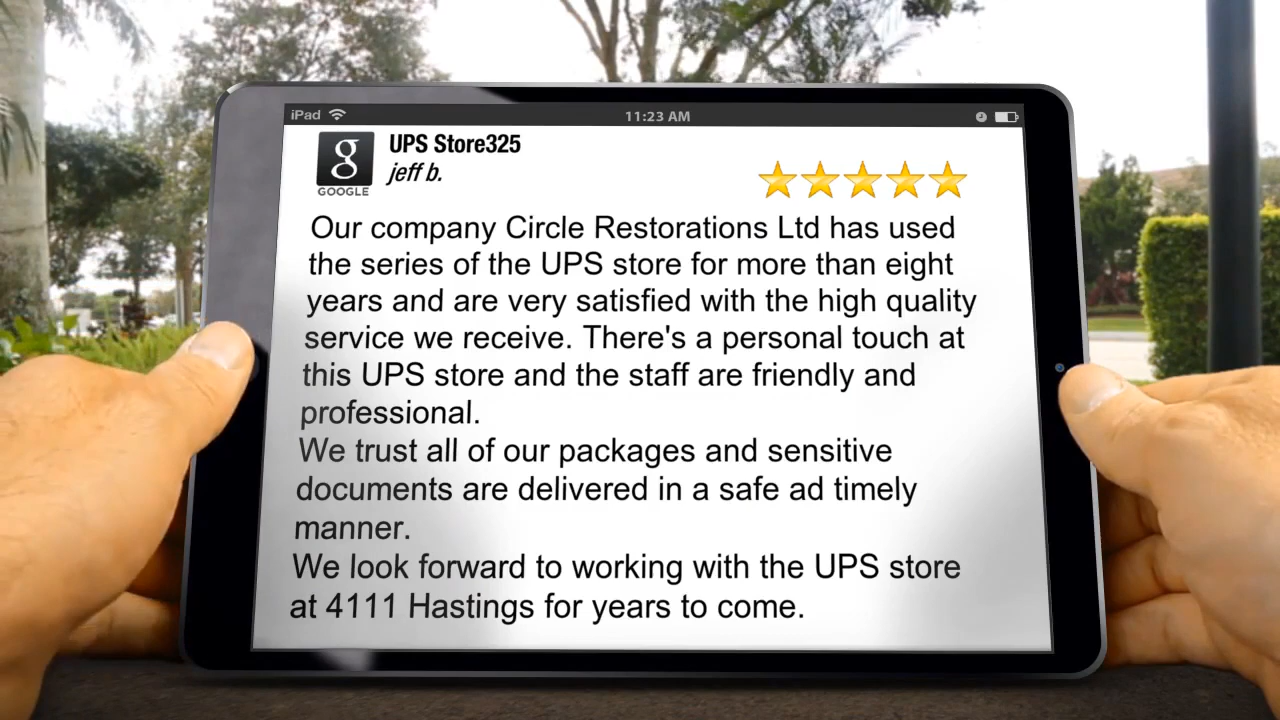 iPad
11:23 AM
g
GOOGLE
UPS Store325
jeff b.
Our company Circle Restorations Ltd has used
the series of the UPS store for more than eight
years and are very satisfied with the high quality
service we receive. There's a personal touch at
this UPS store and the staff are friendly and
professional.
We trust all of our packages and sensitive
documents are delivered in a safe ad timely
manner.
We look forward to working with the UPS store
at 4111 Hastings for years to come.